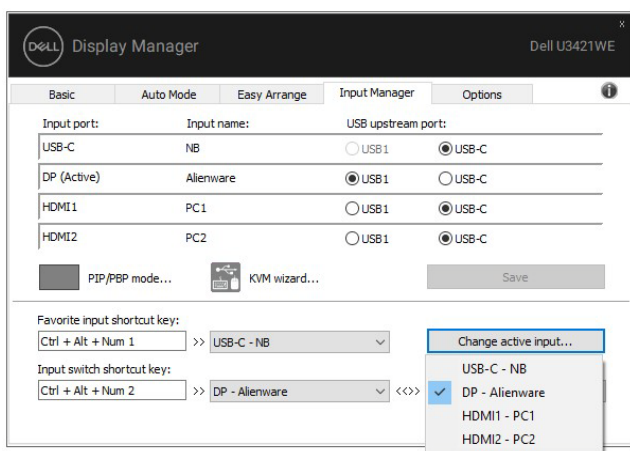 x
DELL Display Manager Dell U3421WE
Basic Auto Mode Easy Arrange Input Manager Options i
Input port: Input name: USB upstream port:
USB-C NB USB1 USB-C
DP (Active) Alienware USB1 USB-C
HDMI1 PC1 USB1 USB-C
HDMI2 PC2 USB1 USB-C
PIP/PBP mode... KVM wizard... Save
Favorite input shortcut key:
Ctrl + Alt + Num 1 >> USB-C - NB Change active input...
Input switch shortcut key:
Ctrl + Alt + Num 2 >> DP - Alienware <<>>
USB-C - NB
DP - Alienware
HDMI1 - PC1
HDMI2 - PC2